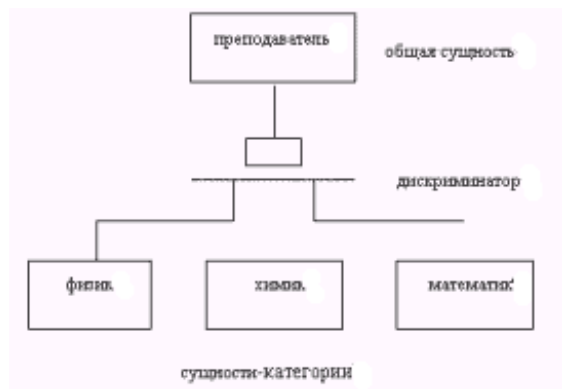 преподаватель
общая сущность
дискриминатор
физик
химик
математик
сущности-категории